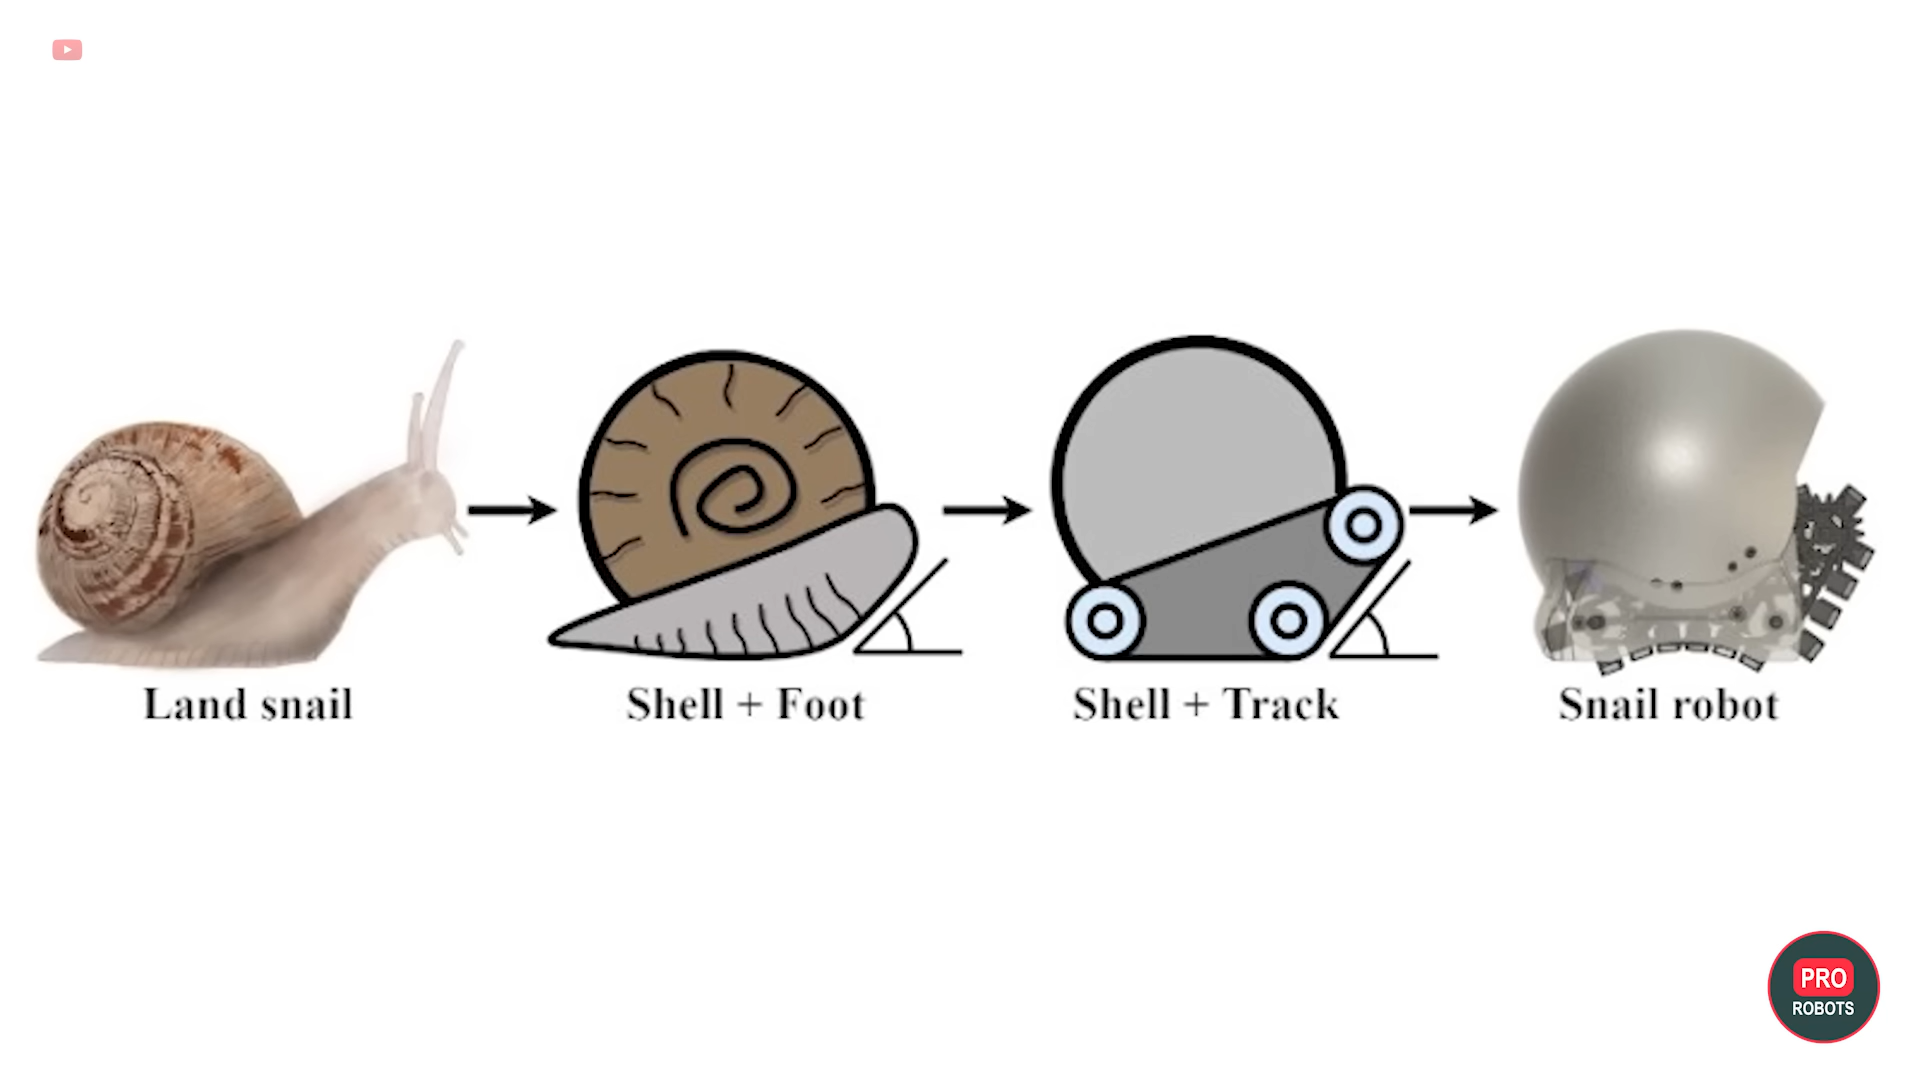 Land snail
Shell + Foot
Shell + Track
Snail robot
PRO
ROBOTS